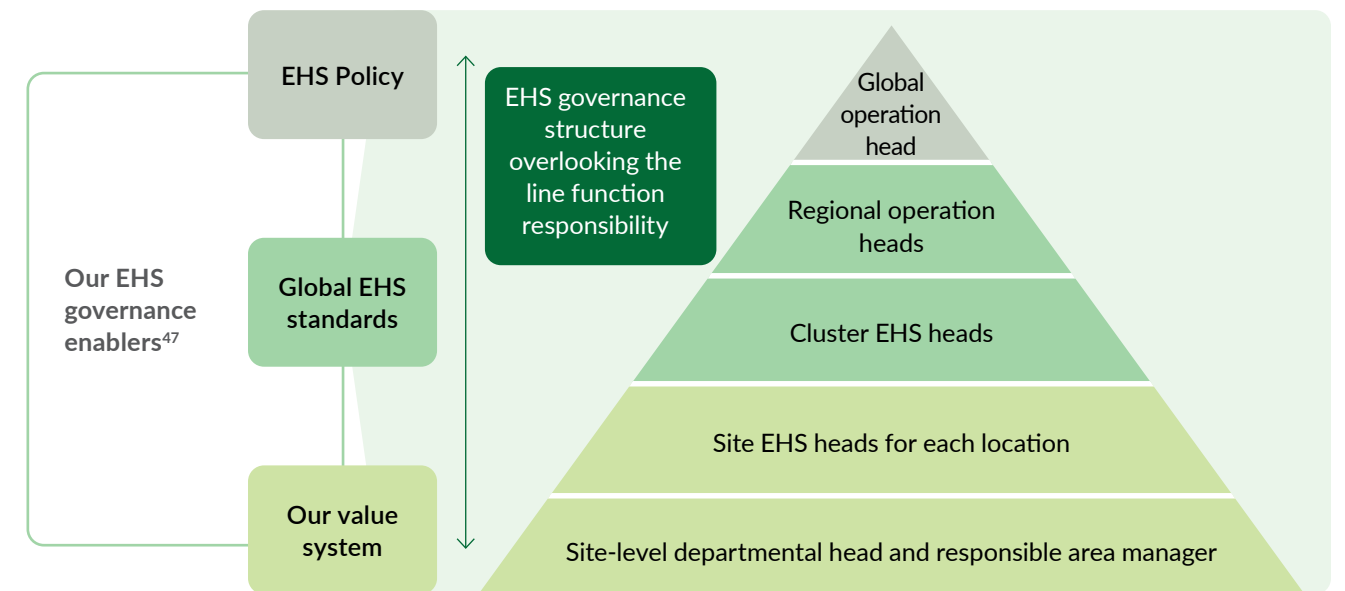 Our EHS
governance
enablers47
EHS Policy
Global EHS
standards
Our value
system
EHS governance
structure
overlooking the
line function
responsibility
Global
operation
head
Regional operation
heads
Cluster EHS heads
Site EHS heads for each location
Site-level departmental head and responsible area manager